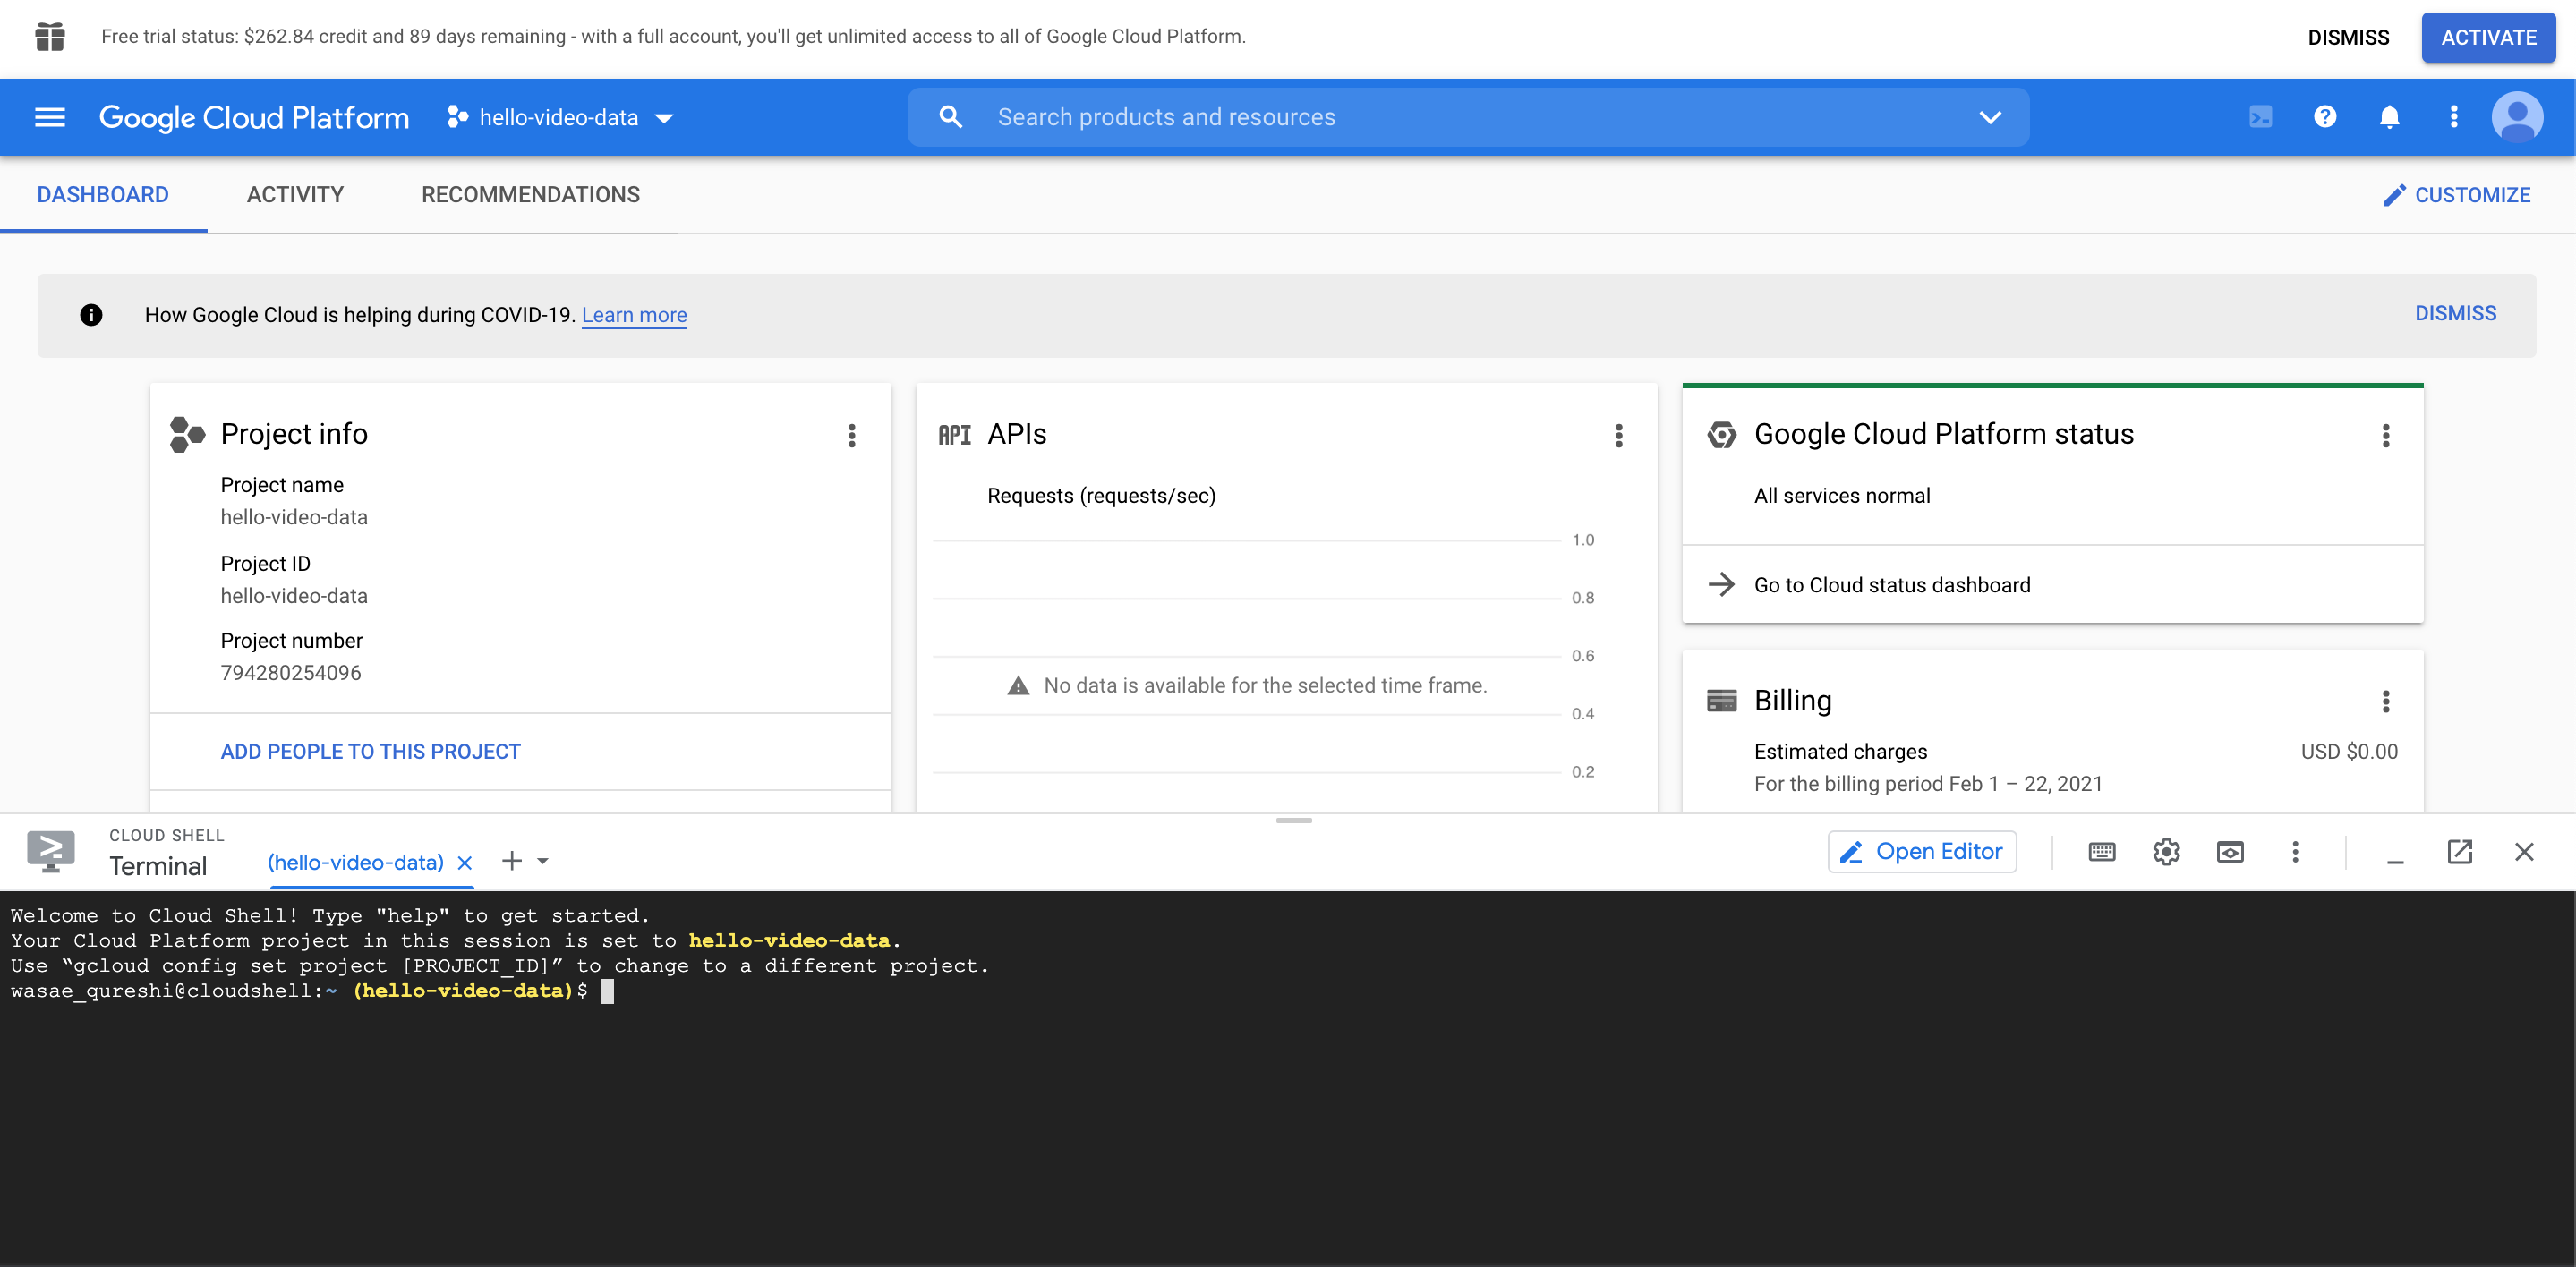 Free trial status: $262.84 credit and 89 days remaining - with a full account, you'll get unlimited access to all of Google Cloud Platform.
DISMISS
ACTIVATE
Google Cloud Platform
hello-video-data
Search products and resources
DASHBOARD
ACTIVITY
RECOMMENDATIONS
CUSTOMIZE
How Google Cloud is helping during COVID-19. Learn more
DISMISS
Project info
Project name
hello-video-data
Project ID
hello-video-data
Project number
794280254096
ADD PEOPLE TO THIS PROJECT
API APIs
Requests (requests/sec)
1.0
0.8
0.6
No data is available for the selected time frame.
0.4
0.2
Google Cloud Platform status
All services normal
Go to Cloud status dashboard
Billing
Estimated charges
USD $0.00
For the billing period Feb 1 – 22, 2021
CLOUD SHELL
Terminal
(hello-video-data)
Open Editor
Welcome to Cloud Shell! Type "help" to get started.
Your Cloud Platform project in this session is set to hello-video-data.
Use “gcloud config set project [PROJECT_ID]” to change to a different project.
wasae_qureshi@cloudshell:~ (hello-video-data)$